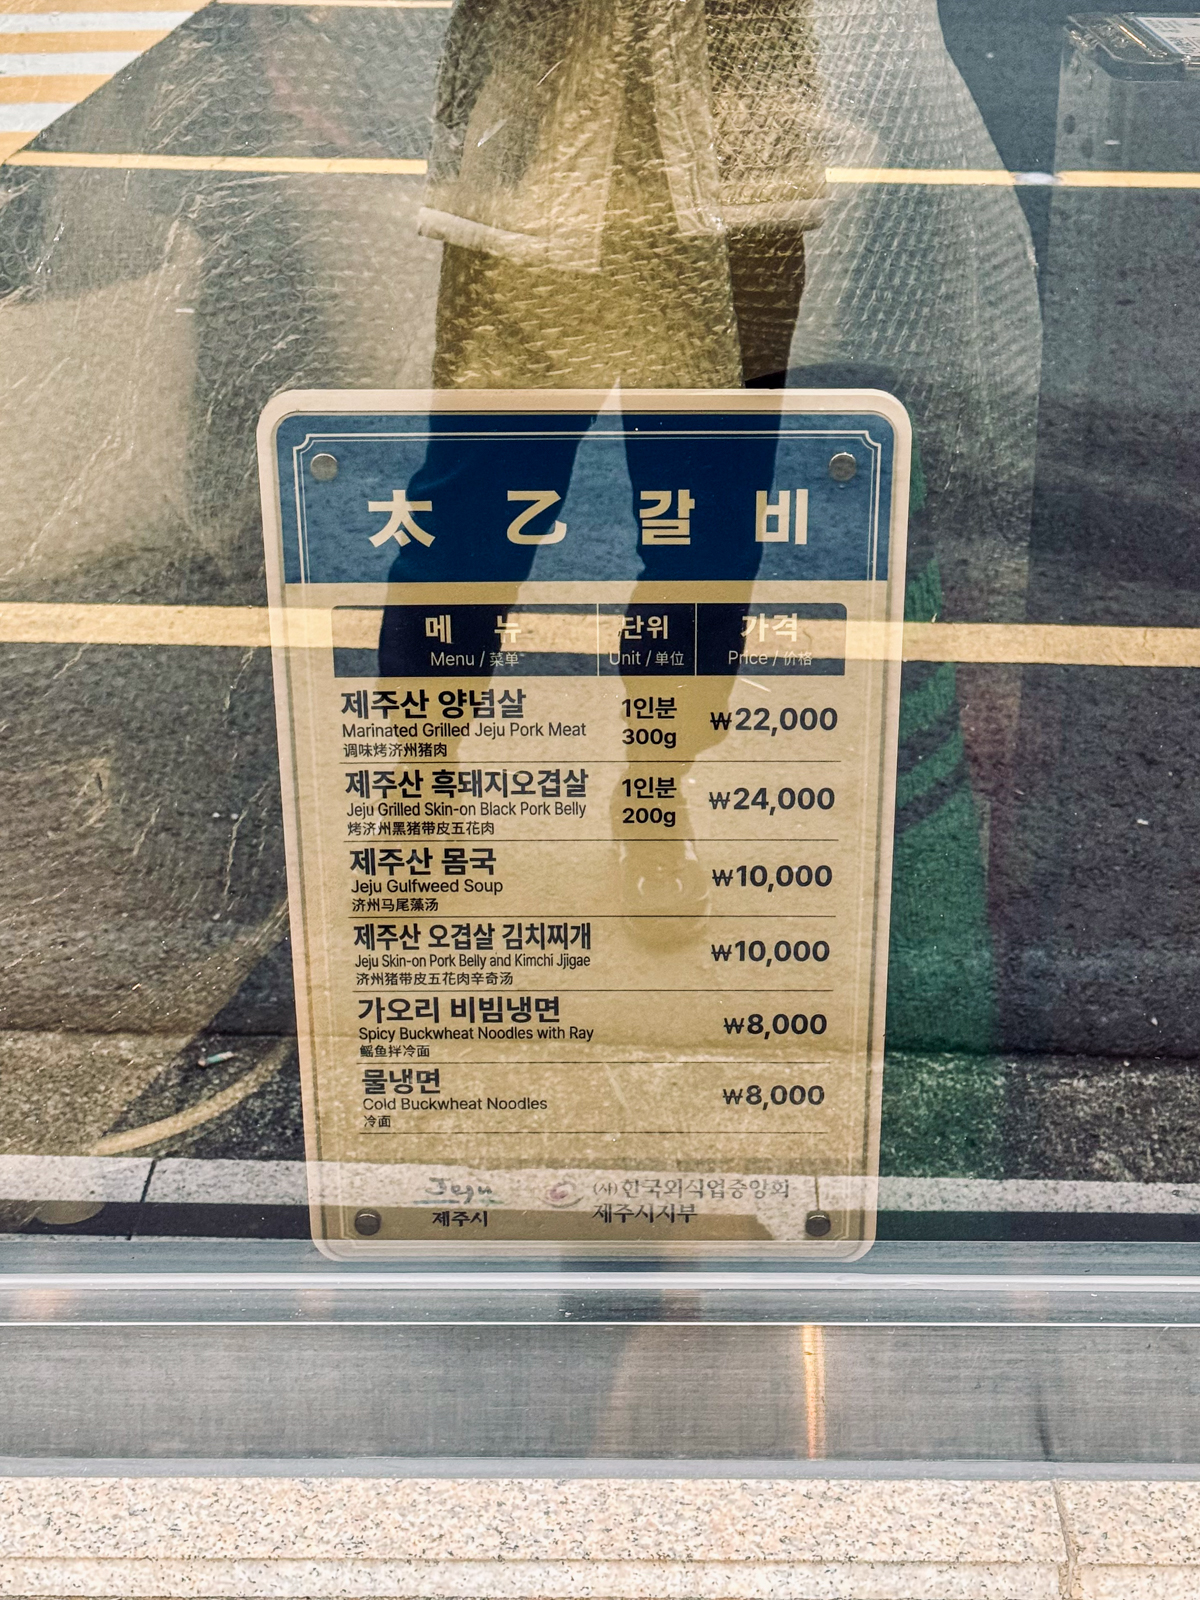 太 乙 갈 비
메 뉴 단위 가격
Menu / 菜单 Unit / 单位 Price / 价格
제주산 양념살 1인분 ₩22,000
Marinated Grilled Jeju Pork Meat 300g
调味烤济州猪肉
제주산 흑돼지오겹살 1인분 ₩24,000
Jeju Grilled Skin-on Black Pork Belly 200g
烤济州黑猪带皮五花肉
제주산 몸국 ₩10,000
Jeju Gulfweed Soup
济州马尾藻汤
제주산 오겹살 김치찌개 ₩10,000
Jeju Skin-on Pork Belly and Kimchi Jjigae
济州猪带皮五花肉辛奇汤
가오리 비빔냉면 ₩8,000
Spicy Buckwheat Noodles with Ray
鳐鱼拌冷面
물냉면 ₩8,000
Cold Buckwheat Noodles
冷面
Jeju (사)한국외식업중앙회
제주시 제주시지부